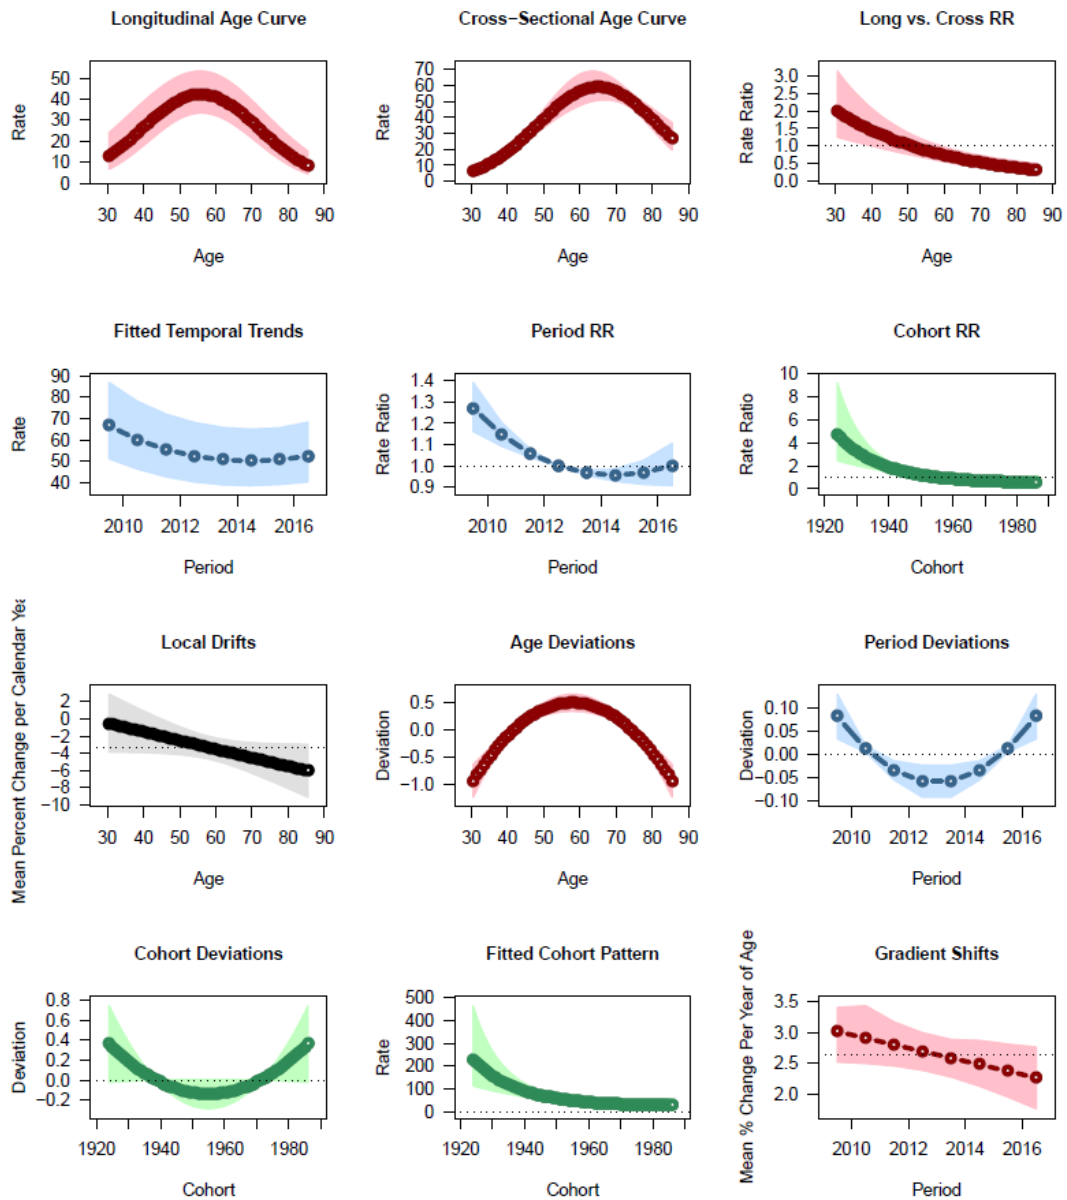 Longitudinal Age Curve
Rate
50
40
30
20
10
0
30 40 50 60 70 80 90
Age
Cross-Sectional Age Curve
Rate
70
60
50
40
30
20
10
0
30 40 50 60 70 80 90
Age
Long vs. Cross RR
Rate Ratio
3.0
2.5
2.0
1.5
1.0
0.5
0.0
30 40 50 60 70 80 90
Age
Fitted Temporal Trends
Rate
90
80
70
60
50
40
2010 2012 2014 2016
Period
Period RR
Rate Ratio
1.4
1.3
1.2
1.1
1.0
0.9
2010 2012 2014 2016
Period
Cohort RR
Rate Ratio
10
8
6
4
2
0
1920 1940 1960 1980
Cohort
Local Drifts
Mean Percent Change per Calendar Yea
2
0
−2
−4
−6
−8
−10
30 40 50 60 70 80 90
Age
Age Deviations
Deviation
0.5
0.0
−0.5
−1.0
30 40 50 60 70 80 90
Age
Period Deviations
Deviation
0.10
0.05
0.00
−0.05
−0.10
2010 2012 2014 2016
Period
Cohort Deviations
Deviation
0.8
0.6
0.4
0.2
0.0
−0.2
1920 1940 1960 1980
Cohort
Fitted Cohort Pattern
Rate
500
400
300
200
100
0
1920 1940 1960 1980
Cohort
Gradient Shifts
Mean % Change Per Year of Age
3.5
3.0
2.5
2.0
2010 2012 2014 2016
Period